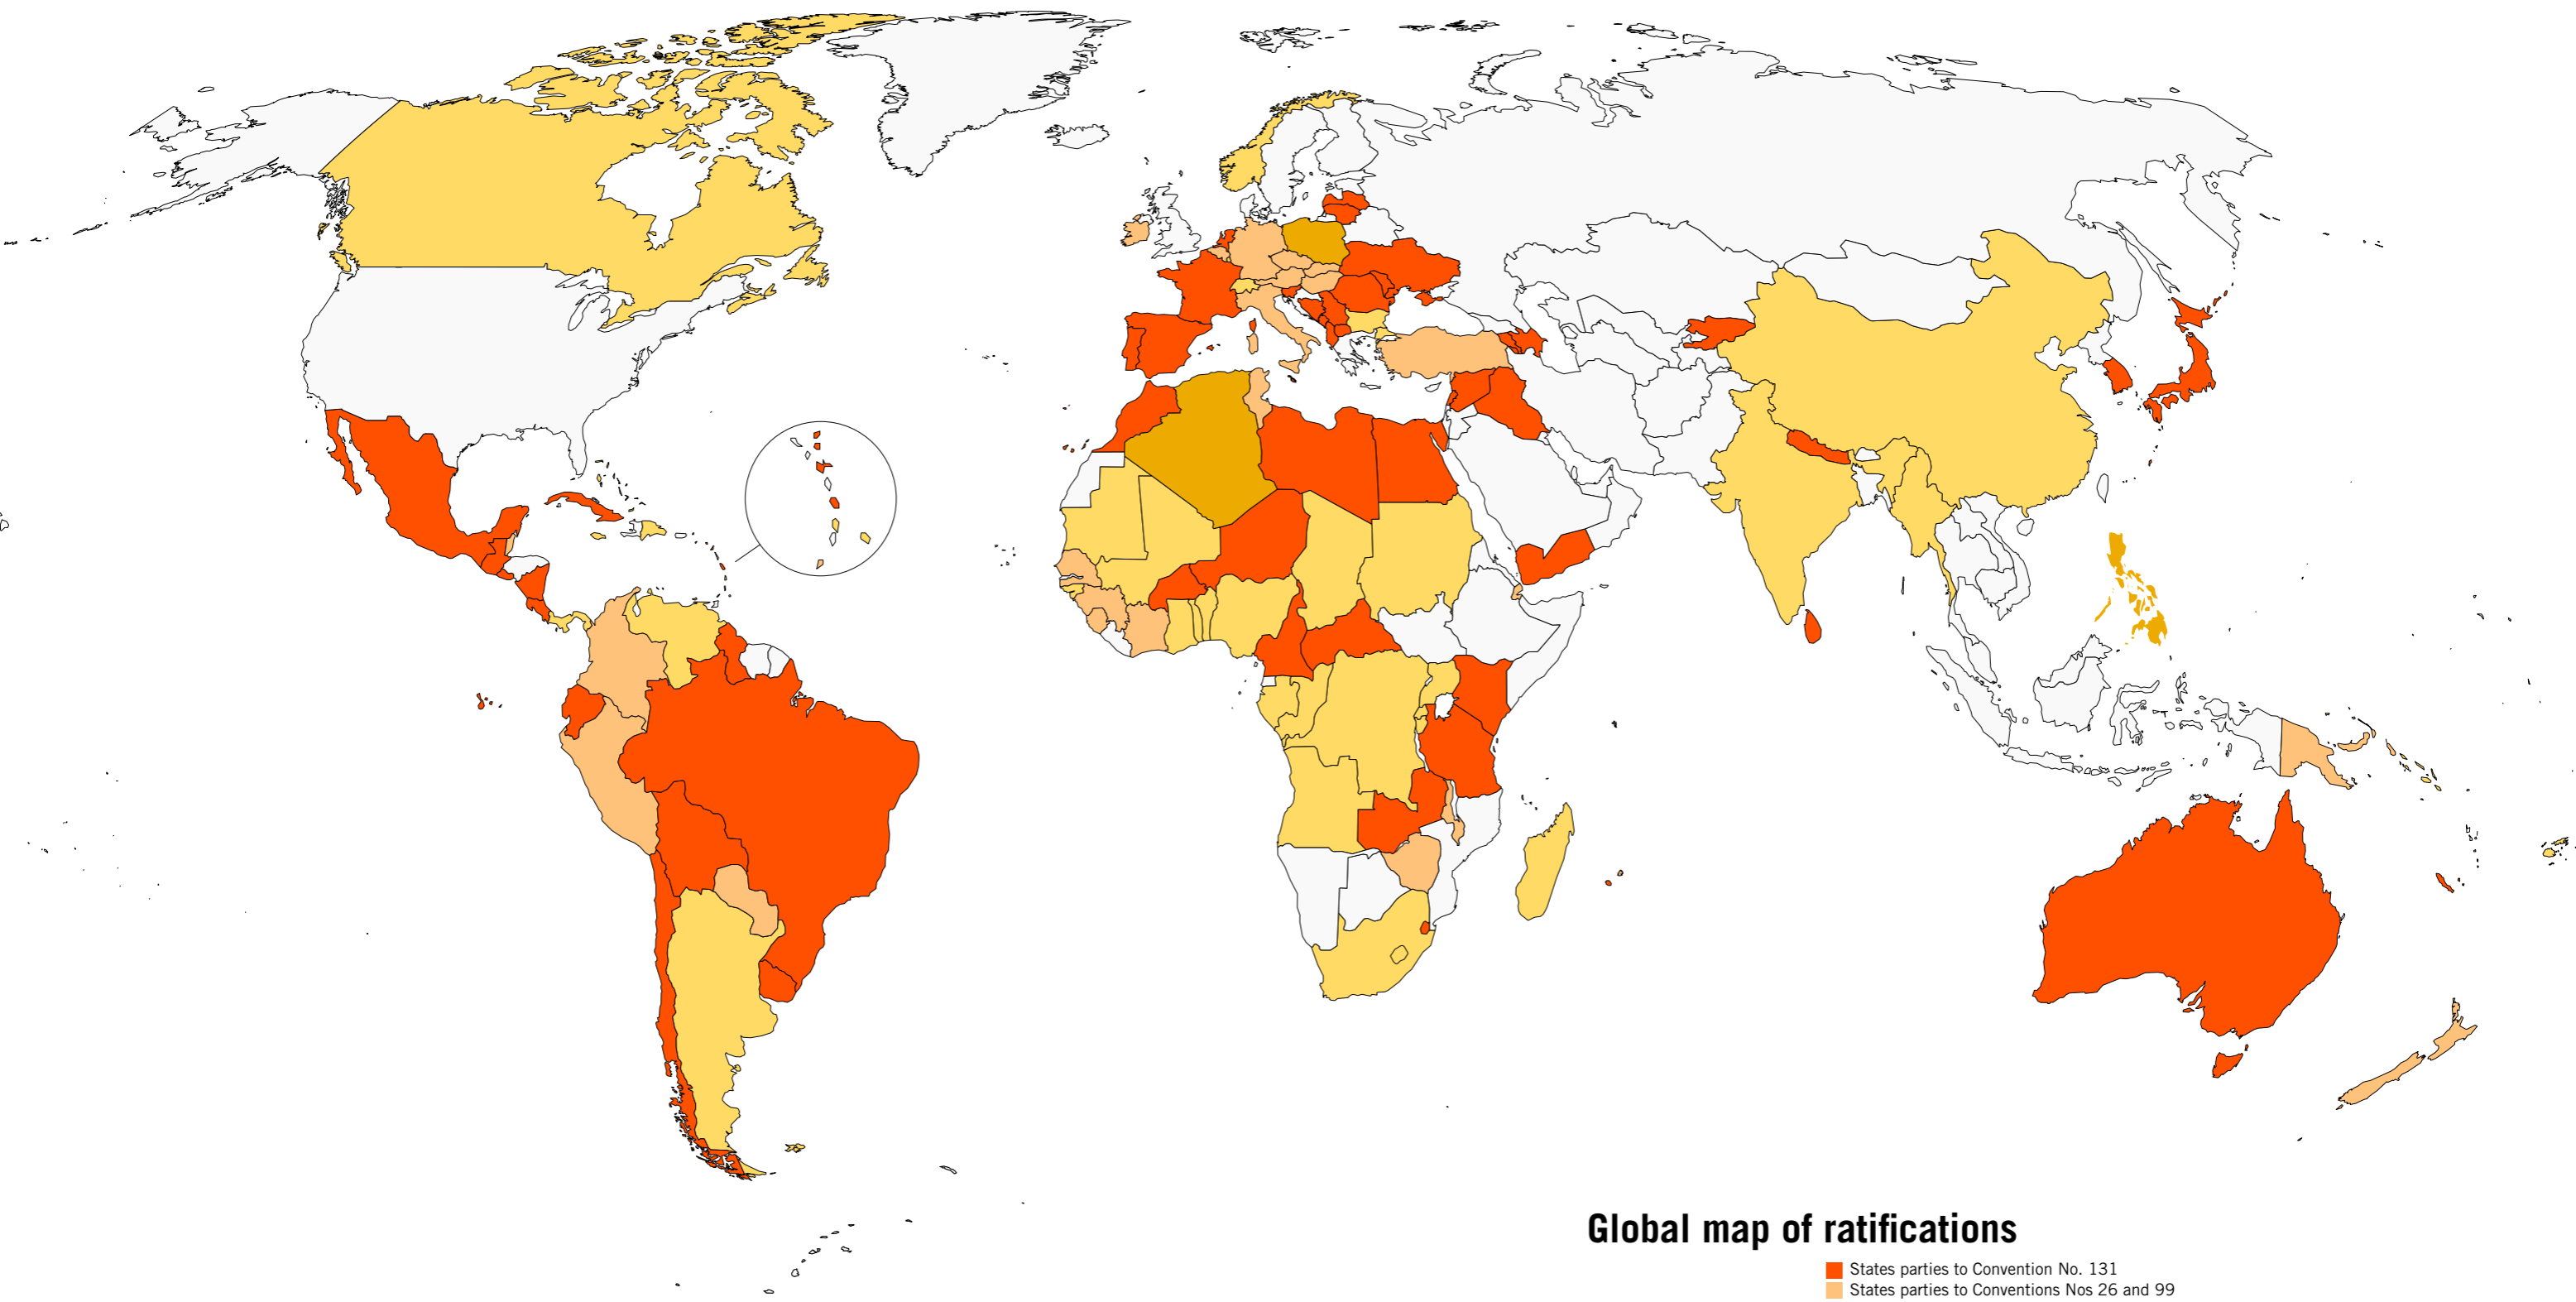 Global map of ratifications
States parties to Convention No. 131
States parties to Conventions Nos 26 and 99